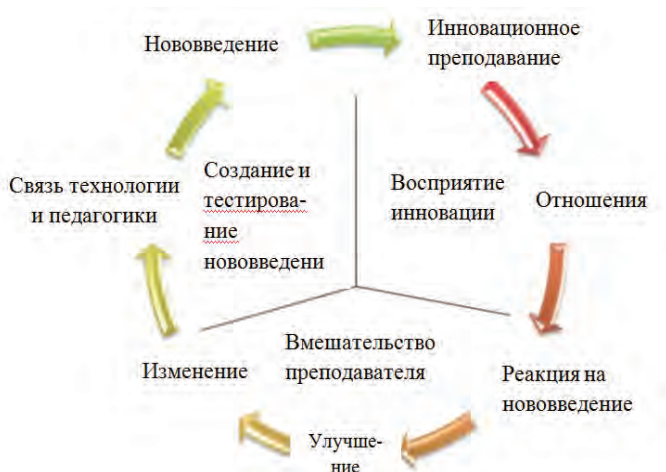 Нововведение
Инновационное
преподавание
Связь технологии
и педагогики
Создание и
тестирова-
ние
нововведени
Восприятие
инновации
Отношения
Изменение
Вмешательство
преподавателя
Реакция на
нововведение
Улучше-
ние